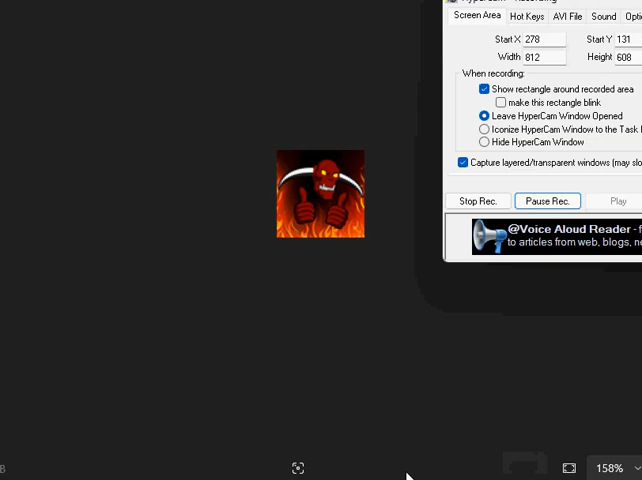 HyperCam - Recording
Screen Area Hot Keys AVI File Sound
Start X 278 Start Y 131
Width 812 Height 608
When recording:
Show rectangle around recorded area
make this rectangle blink
Leave HyperCam Window Opened
Iconize HyperCam Window to the Task
Hide HyperCam Window
Capture layered/transparent windows (may slo
Stop Rec. Pause Rec. Play
@Voice Aloud Reader - f
to articles from web, blogs, ne
B
158%